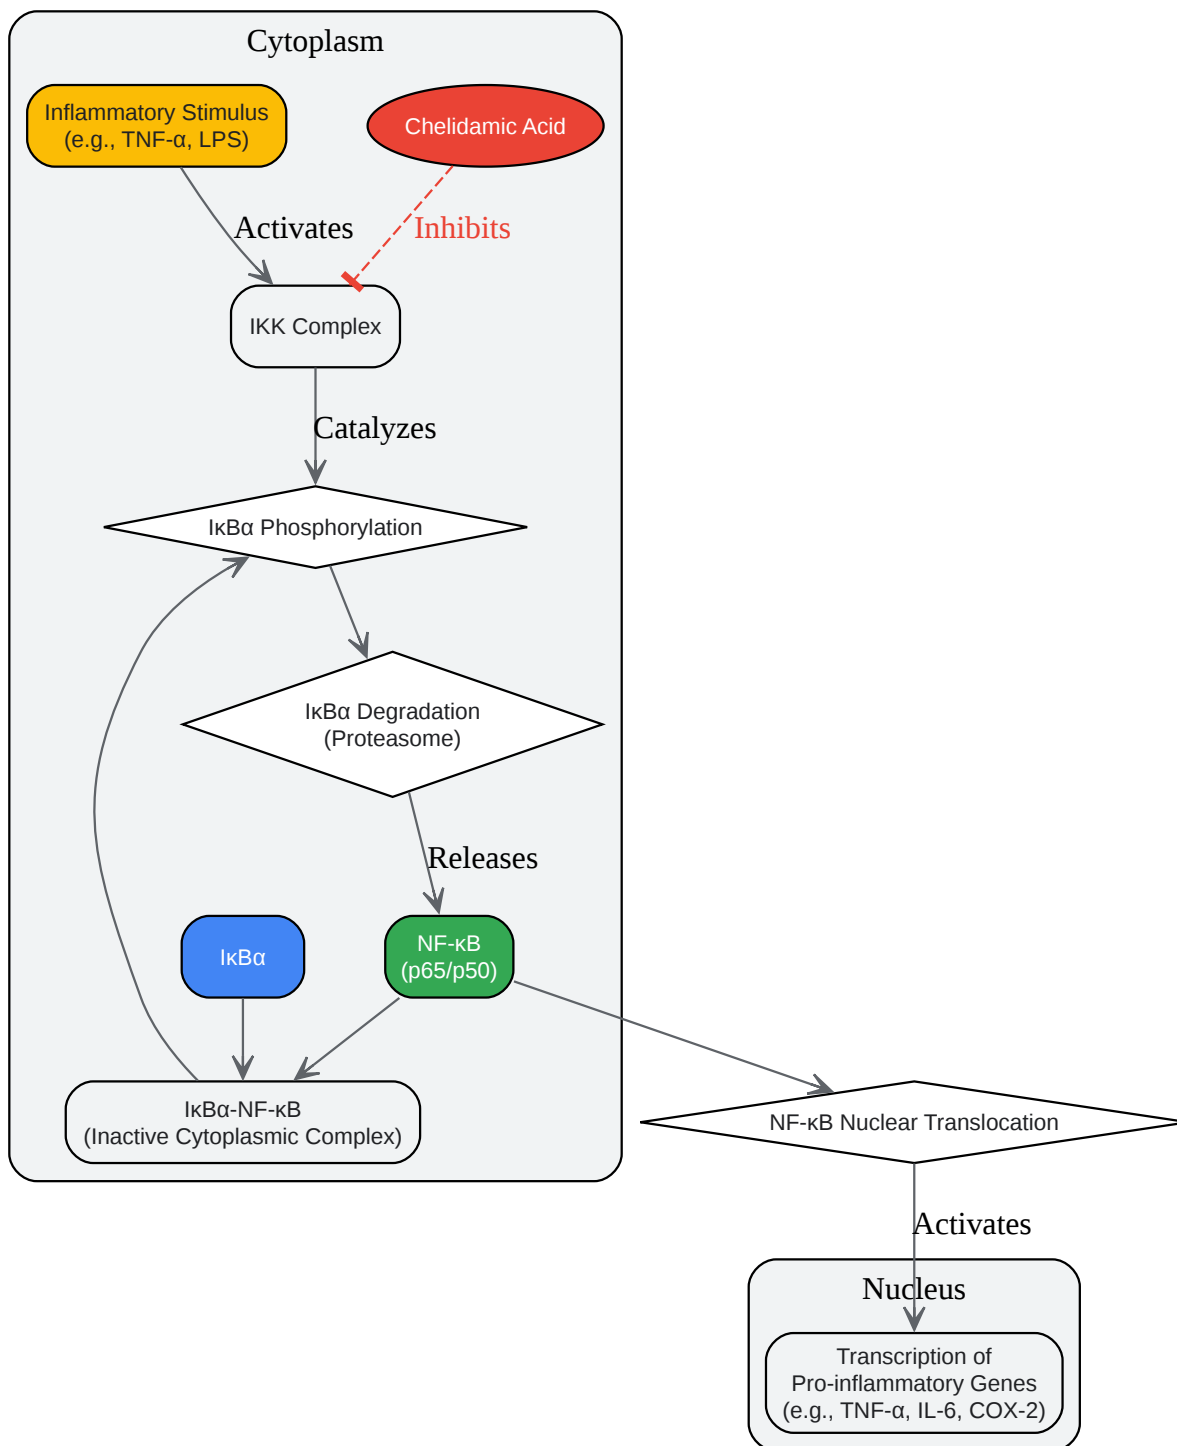 Cytoplasm
Inflammatory Stimulus
(e.g., TNF-α, LPS)
Chelidamic Acid
Activates
Inhibits
IKK Complex
Catalyzes
IκBα Phosphorylation
IκBα Degradation
(Proteasome)
Releases
IκBα
NF-κB
(p65/p50)
IκBα-NF-κB
(Inactive Cytoplasmic Complex)
NF-κB Nuclear Translocation
Activates
Nucleus
Transcription of
Pro-inflammatory Genes
(e.g., TNF-α, IL-6, COX-2)